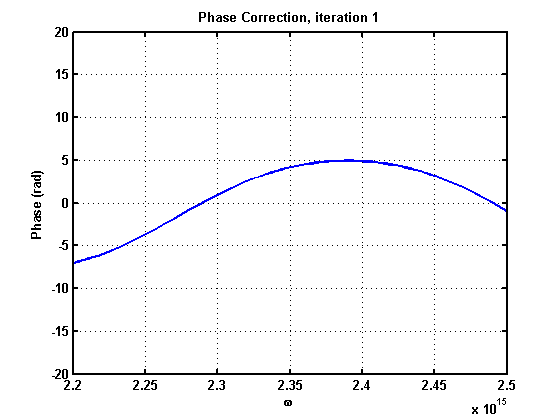 Phase Correction, iteration 1
20
15
10
5
0
-5
-10
-15
-20
Phase (rad)
2.2 2.25 2.3 2.35 2.4 2.45 2.5
ω
x 10^15